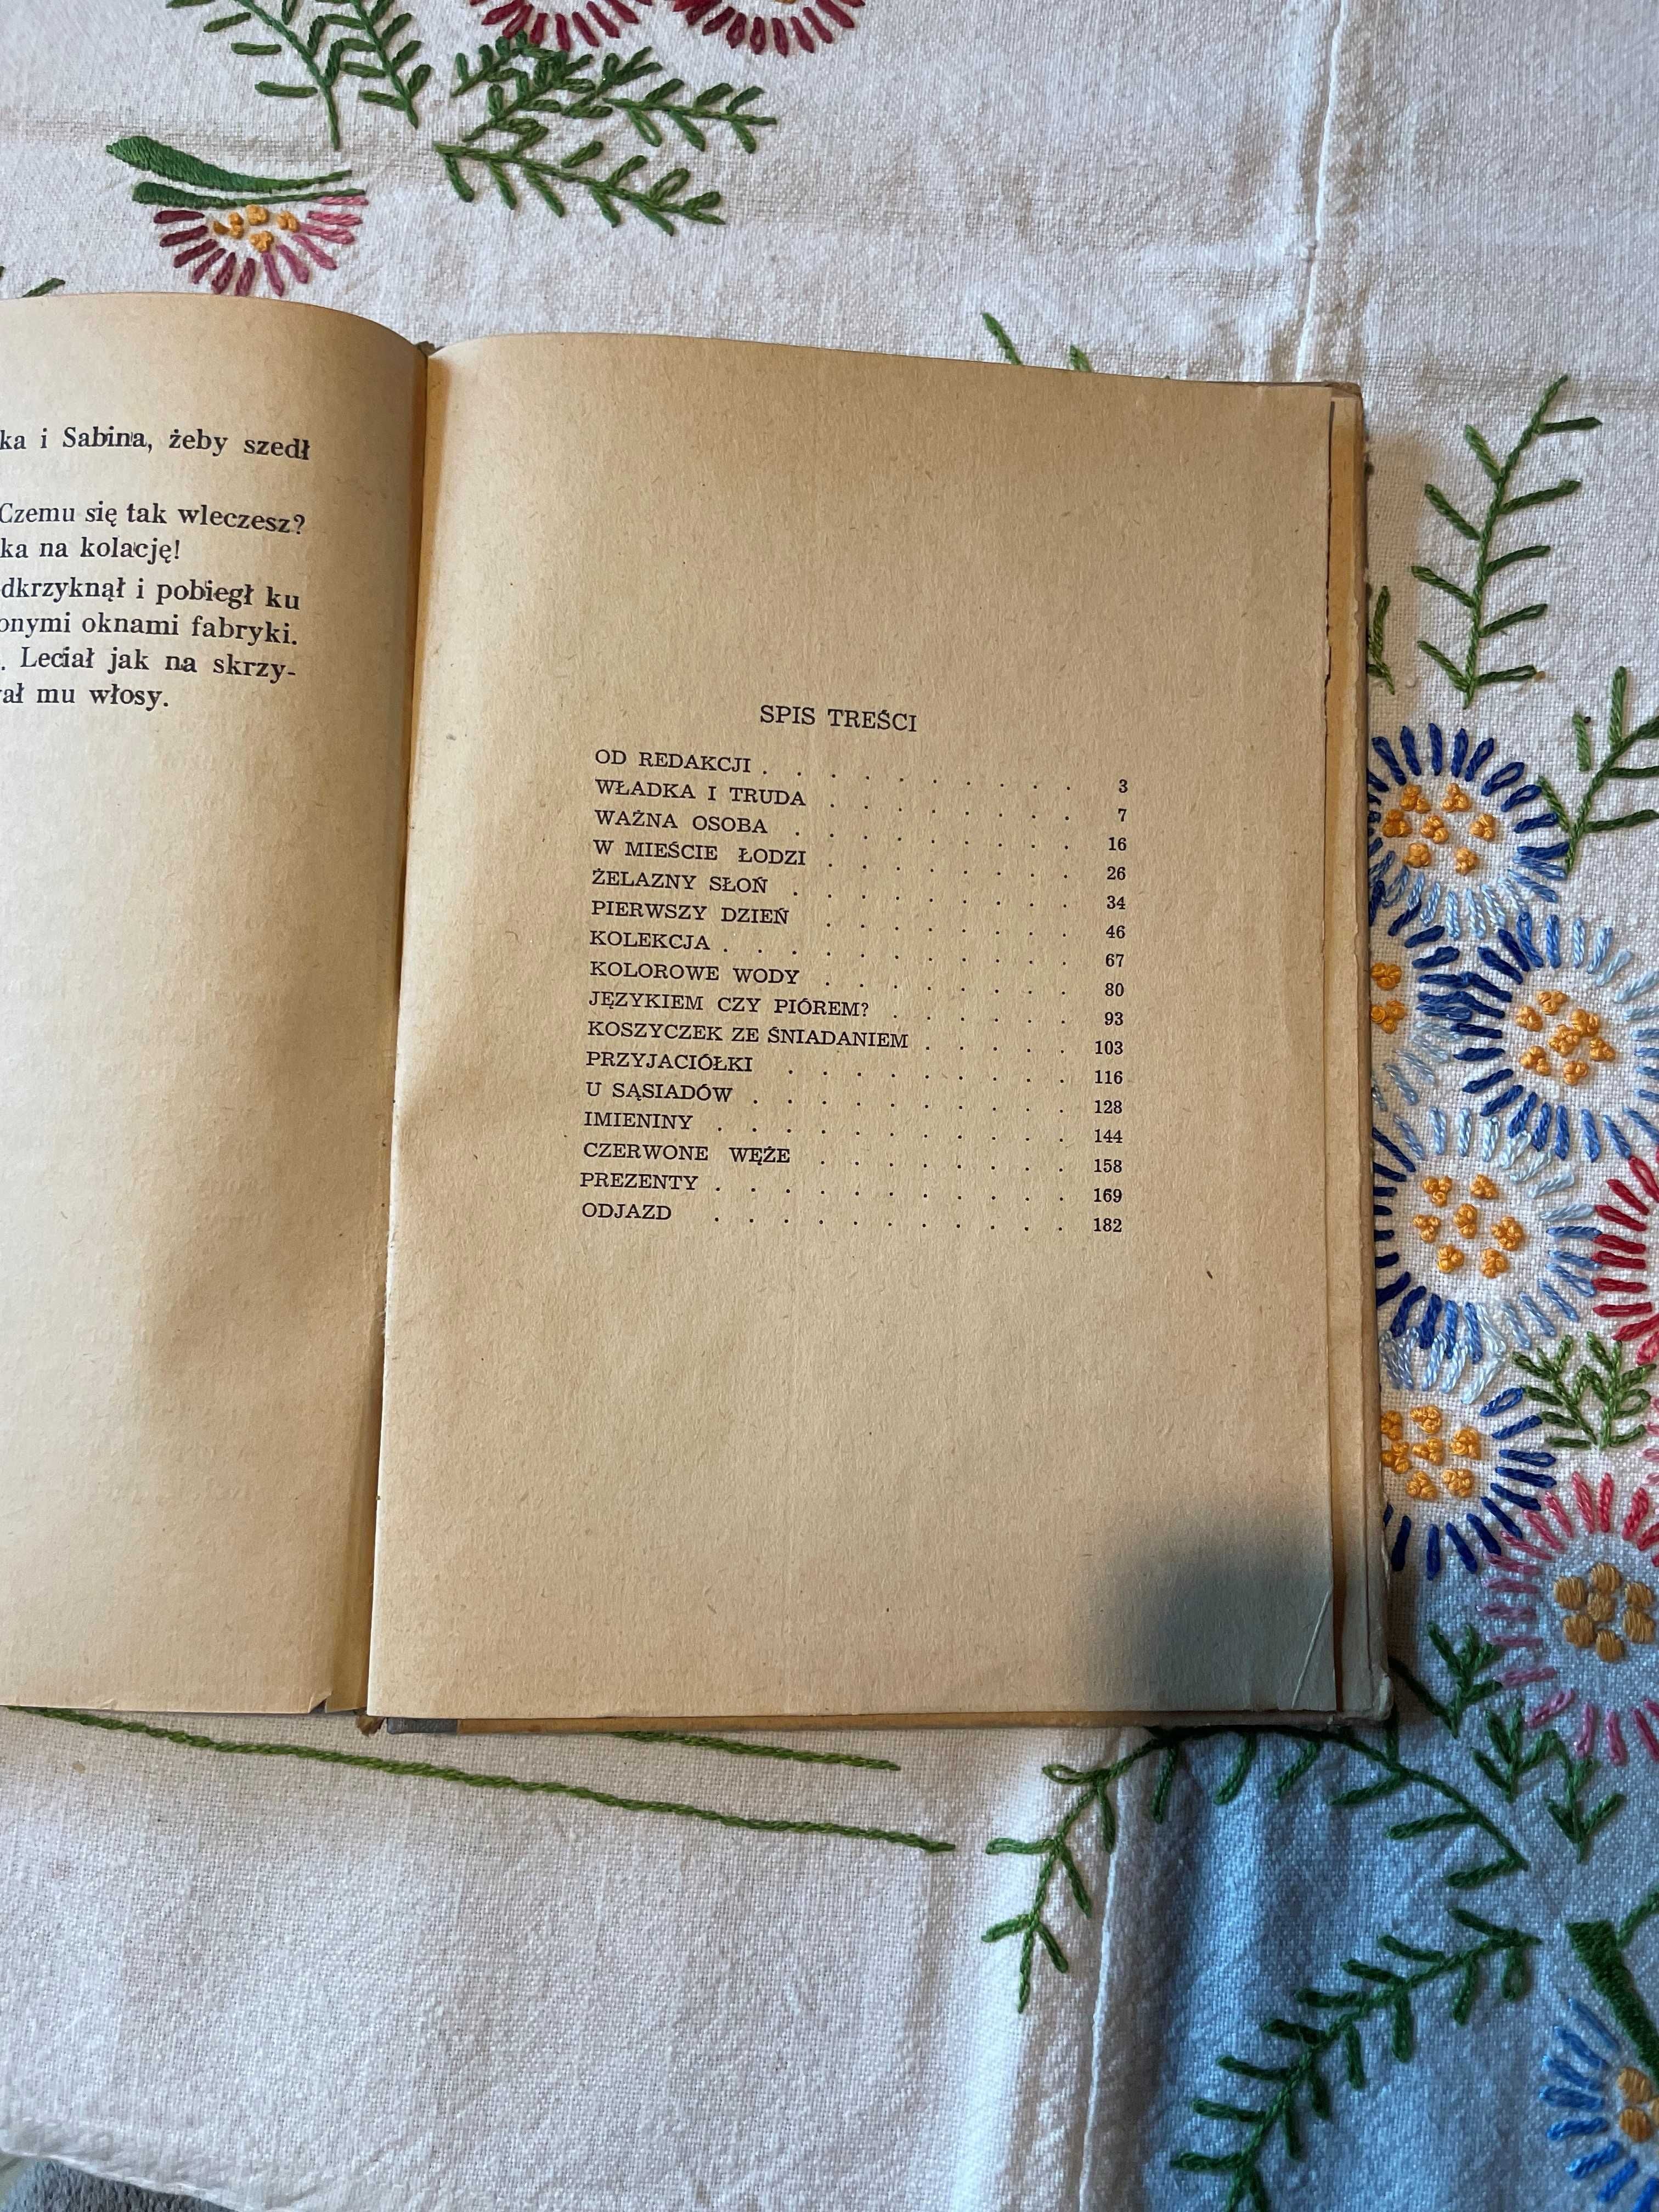 ka i Sabina, żeby szedł
Czemu się tak wleczesz?
ka na kolację!
dkrzyknął i pobiegł ku
onymi oknami fabryki.
. Leciał jak na skrzy-
ał mu włosy.
SPIS TREŚCI
OD REDAKCJI . . . . . . . . . . 3
WŁADKA I TRUDA . . . . . . . . 7
WAŻNA OSOBA . . . . . . . . . 16
W MIEŚCIE ŁODZI . . . . . . . . 26
ŻELAZNY SŁOŃ . . . . . . . . . 34
PIERWSZY DZIEŃ . . . . . . . . 46
KOLEKCJA . . . . . . . . . . . 67
KOLOROWE WODY . . . . . . . . 80
JĘZYKIEM CZY PIÓREM? . . . . . . 93
KOSZYCZEK ZE ŚNIADANIEM . . . . . 103
PRZYJACIÓŁKI . . . . . . . . . 116
U SĄSIADÓW . . . . . . . . . . 128
IMIENINY . . . . . . . . . . . 144
CZERWONE WĘŻE . . . . . . . . 158
PREZENTY . . . . . . . . . . . 169
ODJAZD . . . . . . . . . . . 182